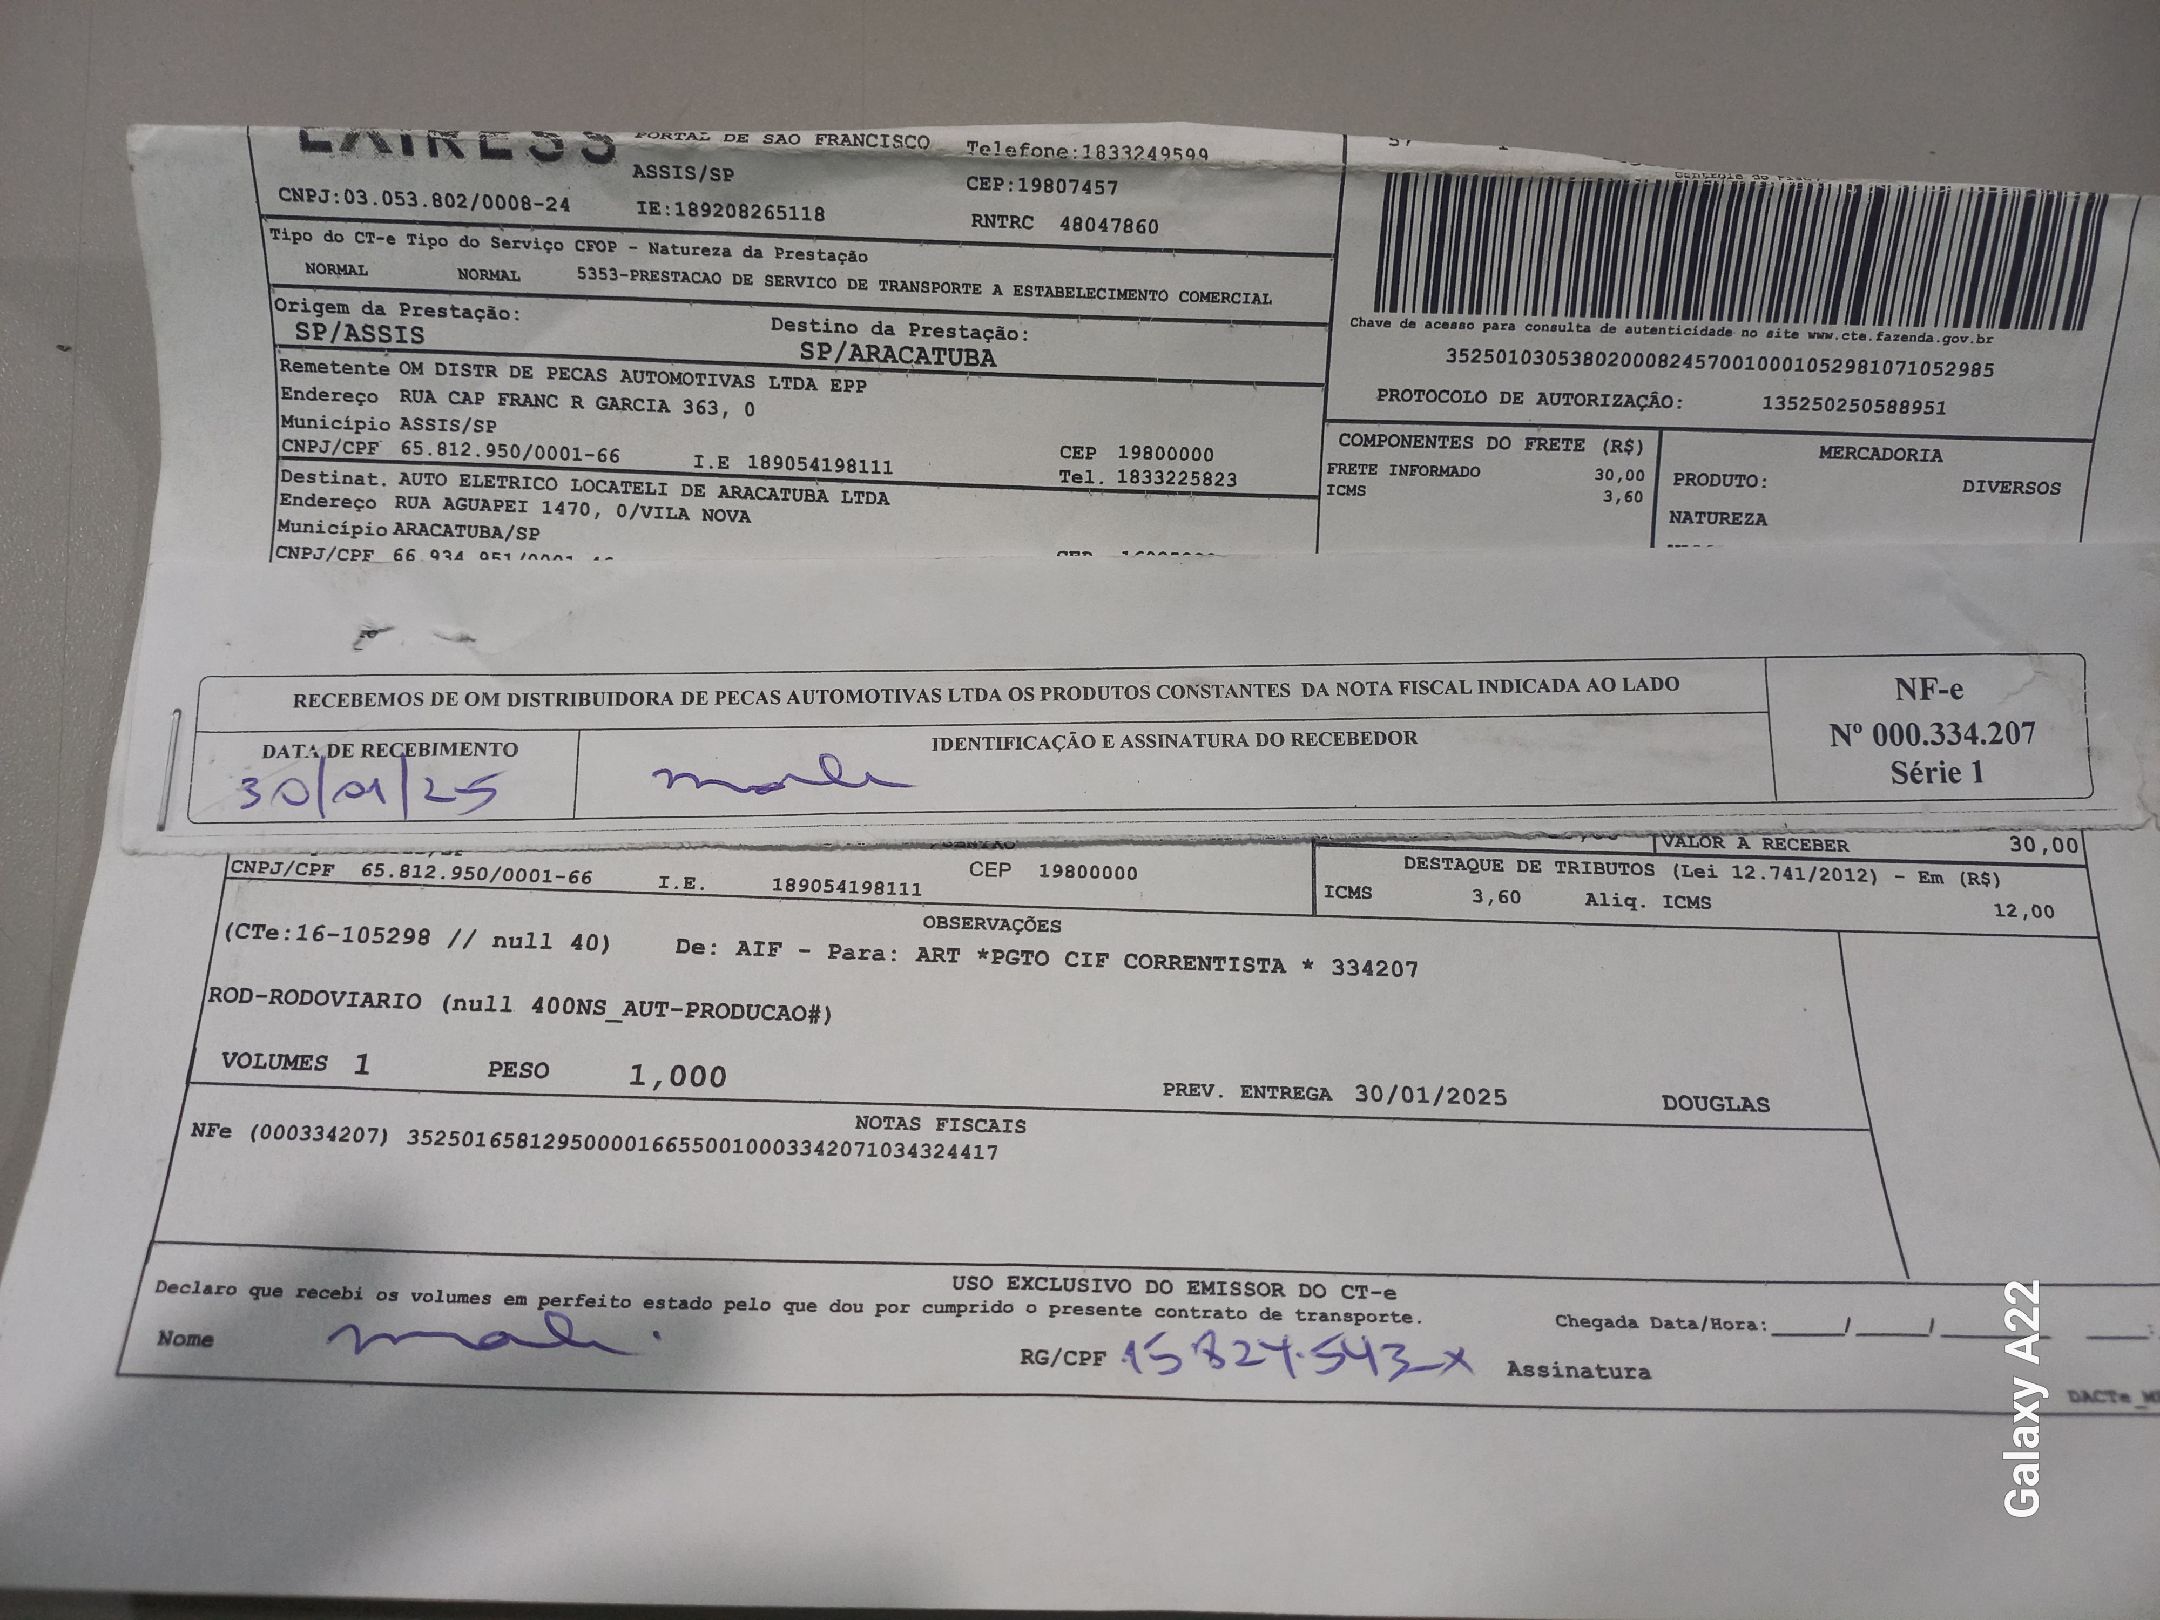 PORTAL DE SAO FRANCISCO Telefone:1833249599
ASSIS/SP CEP:19807457
CNPJ:03.053.802/0008-24 IE:189208265118 RNTRC 48047860
Tipo do CT-e Tipo do Serviço CFOP - Natureza da Prestação
NORMAL NORMAL 5353-PRESTACAO DE SERVICO DE TRANSPORTE A ESTABELECIMENTO COMERCIAL
Origem da Prestação: Destino da Prestação:
SP/ASSIS SP/ARACATUBA
Remetente OM DISTR DE PECAS AUTOMOTIVAS LTDA EPP
Endereço RUA CAP FRANC R GARCIA 363, 0
Município ASSIS/SP CEP 19800000
CNPJ/CPF 65.812.950/0001-66 I.E 189054198111 Tel. 1833225823
Destinat. AUTO ELETRICO LOCATELI DE ARACATUBA LTDA
Endereço RUA AGUAPEI 1470, 0/VILA NOVA
Município ARACATUBA/SP
CNPJ/CPF 66.934.951/0001
Chave de acesso para consulta de autenticidade no site www.cte.fazenda.gov.br
35250103053802000824570010001052981071052985
PROTOCOLO DE AUTORIZAÇÃO: 135250250588951
COMPONENTES DO FRETE (R$)
FRETE INFORMADO 30,00
ICMS 3,60
MERCADORIA
PRODUTO: DIVERSOS
NATUREZA
RECEBEMOS DE OM DISTRIBUIDORA DE PECAS AUTOMOTIVAS LTDA OS PRODUTOS CONSTANTES DA NOTA FISCAL INDICADA AO LADO
DATA DE RECEBIMENTO
30/01/25
IDENTIFICAÇÃO E ASSINATURA DO RECEBEDOR
NF-e
Nº 000.334.207
Série 1
VALOR A RECEBER 30,00
CNPJ/CPF 65.812.950/0001-66 I.E. 189054198111 CEP 19800000
DESTAQUE DE TRIBUTOS (Lei 12.741/2012) - Em (R$)
ICMS 3,60 Aliq. ICMS 12,00
OBSERVAÇÕES
(CTe:16-105298 // null 40) De: AIF - Para: ART *PGTO CIF CORRENTISTA * 334207
ROD-RODOVIARIO (null 400NS_AUT-PRODUCAO#)
VOLUMES 1 PESO 1,000 PREV. ENTREGA 30/01/2025 DOUGLAS
NOTAS FISCAIS
NFe (000334207) 35250165812950000166550010003342071034324417
USO EXCLUSIVO DO EMISSOR DO CT-e
Declaro que recebi os volumes em perfeito estado pelo que dou por cumprido o presente contrato de transporte.
Chegada Data/Hora:____/____/____
Nome RG/CPF 15 824.543-X Assinatura
Galaxy A22